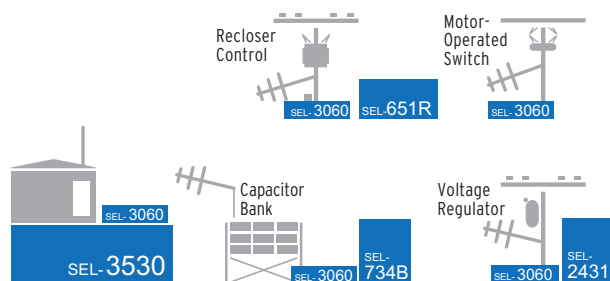 Recloser
Control
SEL-3060
SEL-651R
Motor-
Operated
Switch
SEL-3060
SEL-3060
SEL-3530
Capacitor
Bank
SEL-3060
SEL-
734B
Voltage
Regulator
SEL-3060
SEL-
2431